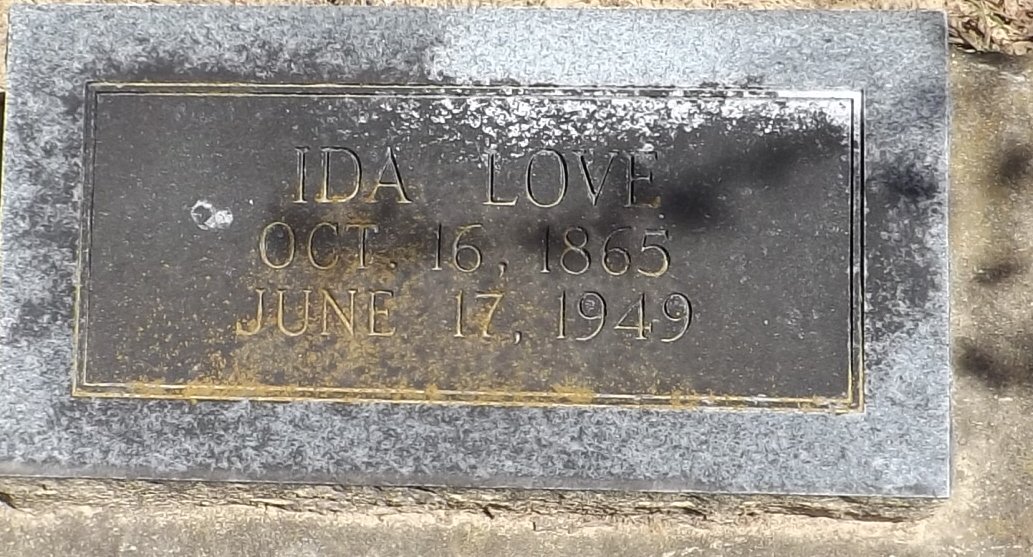 IDA LOVE
OCT. 16, 1865
JUNE 17, 1949